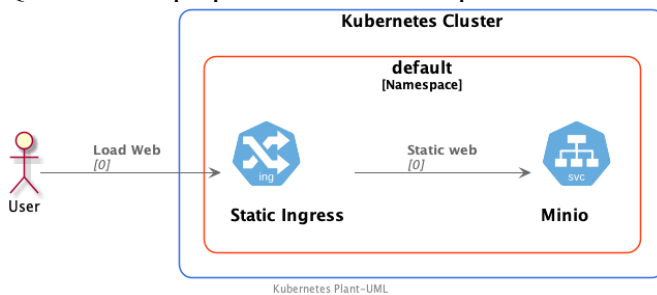 Kubernetes Cluster
default
[Namespace]
Load Web
[0]
Static web
[0]
ing
svc
User
Static Ingress
Minio
Kubernetes Plant-UML